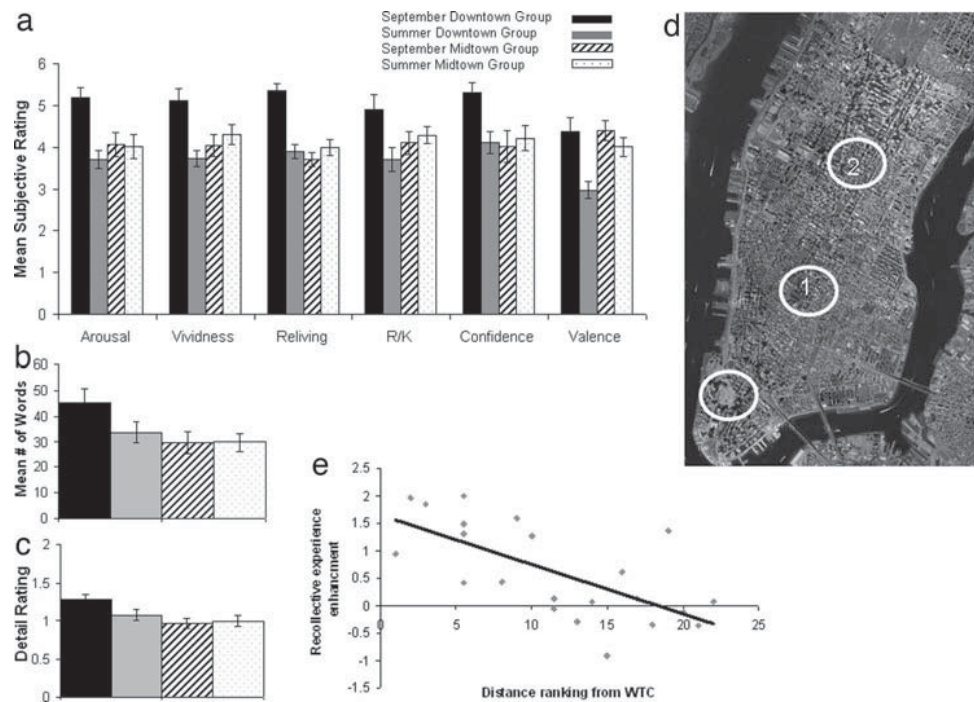 a
September Downtown Group
Summer Downtown Group
September Midtown Group
Summer Midtown Group
d
Mean Subjective Rating
6
5
4
3
2
1
0
Arousal Vividness Reliving R/K Confidence Valence
2
1
b
Mean # of Words
60
50
40
30
20
10
0
c
Detail Rating
2
1.5
1
0.5
0
e
Recollective experience
enhancment
2.5
2
1.5
1
0.5
0
-0.5
-1
-1.5
0 5 10 15 20 25
Distance ranking from WTC